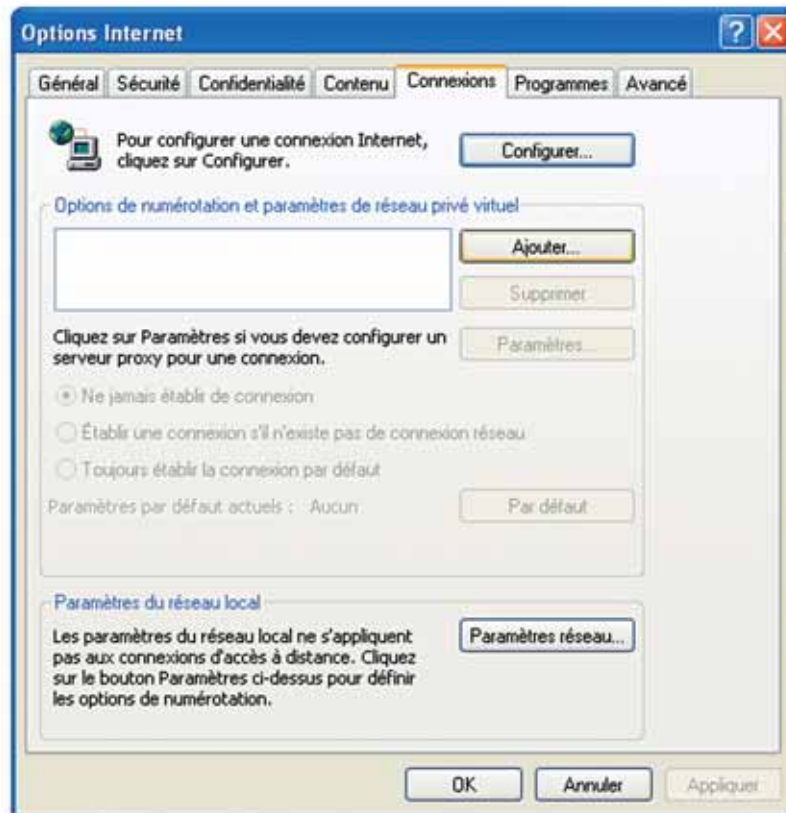 Options Internet
Général Sécurité Confidentialité Contenu Connexions Programmes Avancé
Pour configurer une connexion Internet,
cliquez sur Configurer.
Configurer...
Options de numérotation et paramètres de réseau privé virtuel
Ajouter...
Supprimer
Cliquez sur Paramètres si vous devez configurer un
serveur proxy pour une connexion.
Paramètres...
Ne jamais établir de connexion
Établir une connexion s'il n'existe pas de connexion réseau
Toujours établir la connexion par défaut
Paramètres par défaut actuels : Aucun
Par défaut
Paramètres du réseau local
Les paramètres du réseau local ne s'appliquent
pas aux connexions d'accès à distance. Cliquez
sur le bouton Paramètres ci-dessus pour définir
les options de numérotation.
Paramètres réseau...
OK Annuler Appliquer